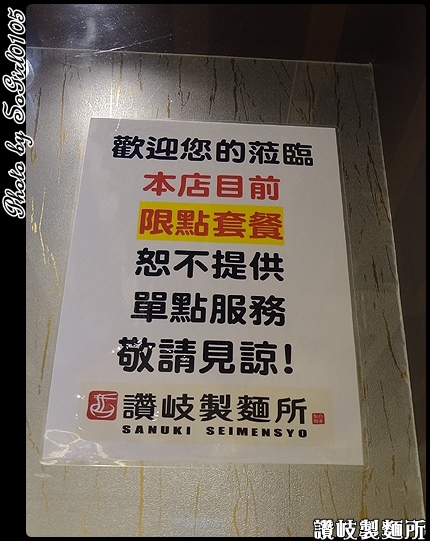 Photo by SoGirl0105
歡迎您的蒞臨
本店目前
限點套餐
恕不提供
單點服務
敬請見諒!
讚岐製麵所
SANUKI SEIMENSYO
讚岐製麵所